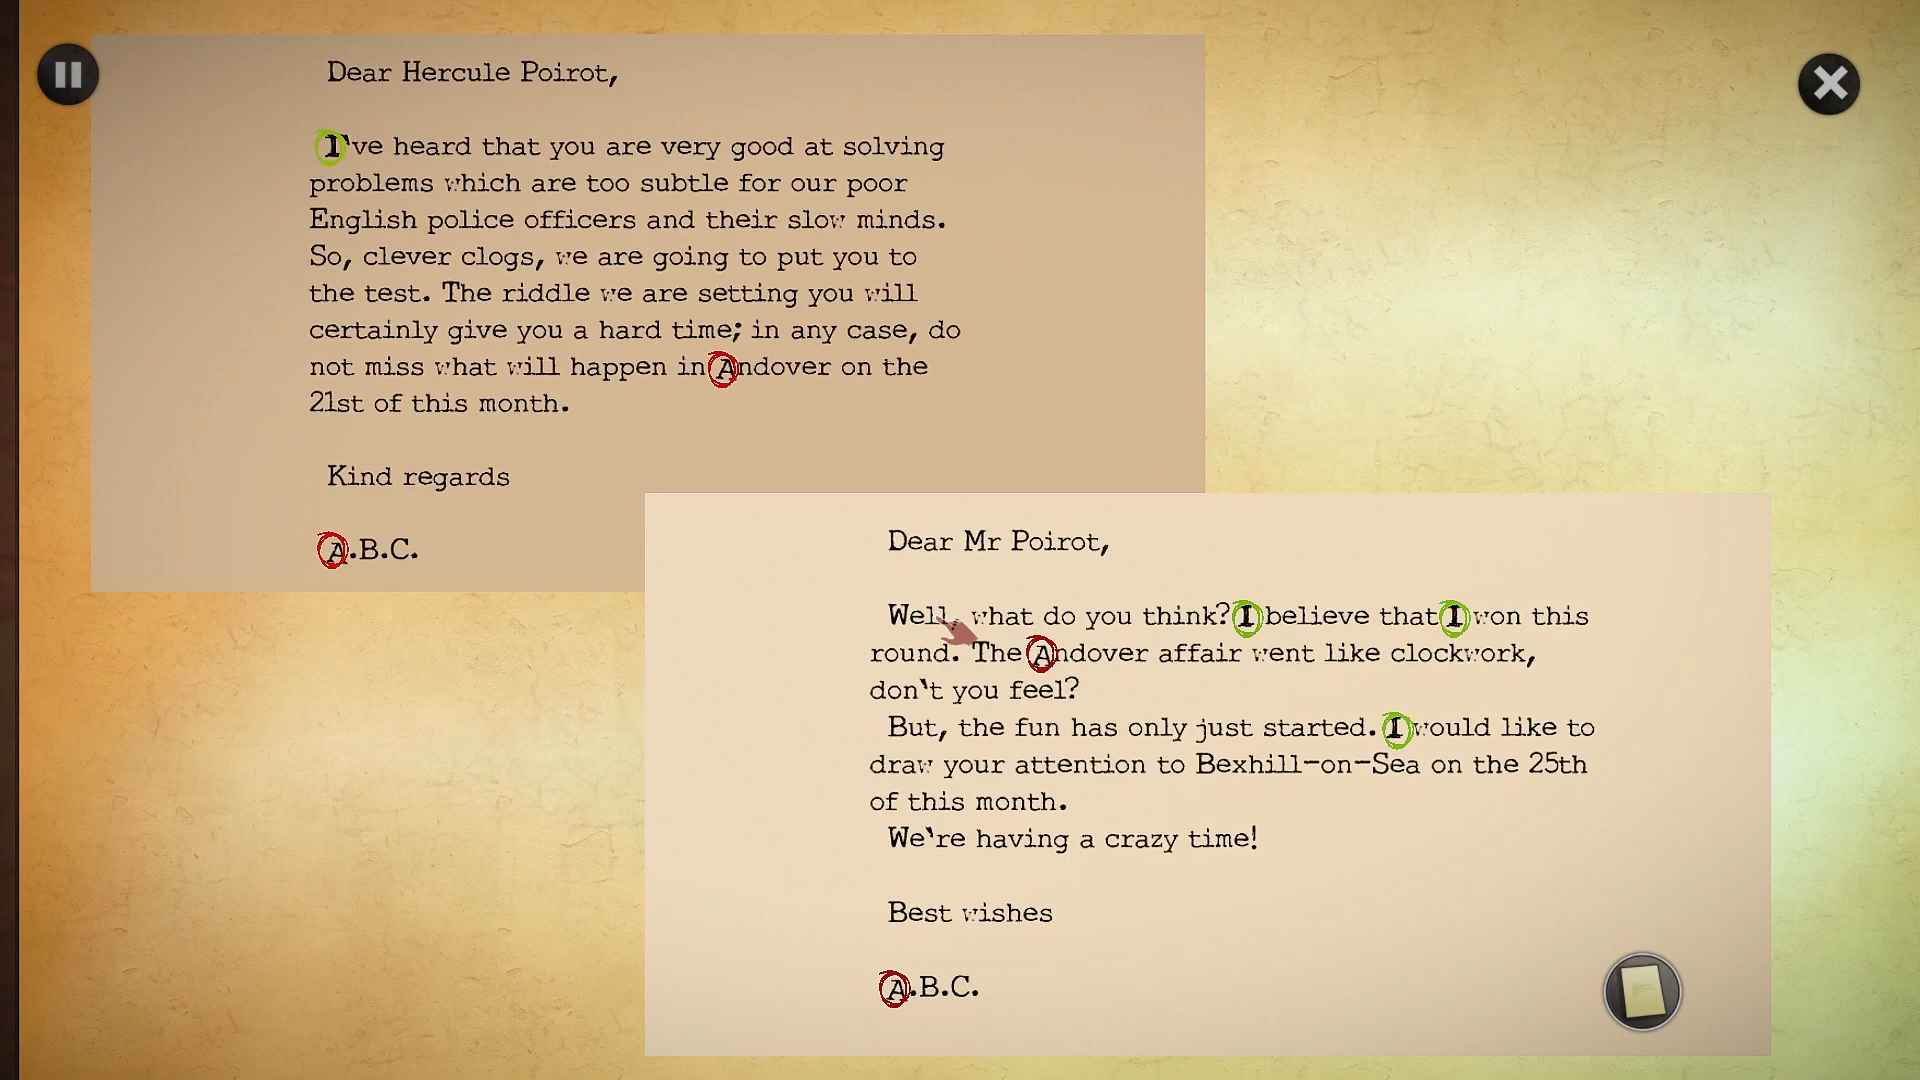 Dear Hercule Poirot,
I've heard that you are very good at solving
problems which are too subtle for our poor
English police officers and their slow minds.
So, clever clogs, we are going to put you to
the test. The riddle we are setting you will
certainly give you a hard time; in any case, do
not miss what will happen in Andover on the
21st of this month.
Kind regards
A.B.C.
Dear Mr Poirot,
Well, what do you think? I believe that I won this
round. The Andover affair went like clockwork,
don't you feel?
But, the fun has only just started. I would like to
draw your attention to Bexhill-on-Sea on the 25th
of this month.
We're having a crazy time!
Best wishes
A.B.C.